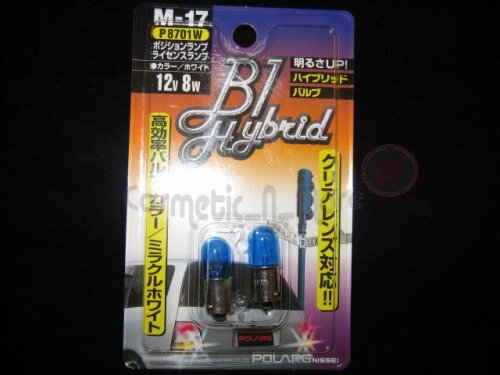 M-17
P8701W
ポジションランプ
ライセンスランプ
●カラー/ホワイト
12V 8W
B1
Hybrid
明るさUP!
ハイブリッド
バルブ
高効率バルブ
カラー/ミラクルホワイト
クリアレンズ対応!!
Cosmetic_N_
POLARG
POLARG NISSEI